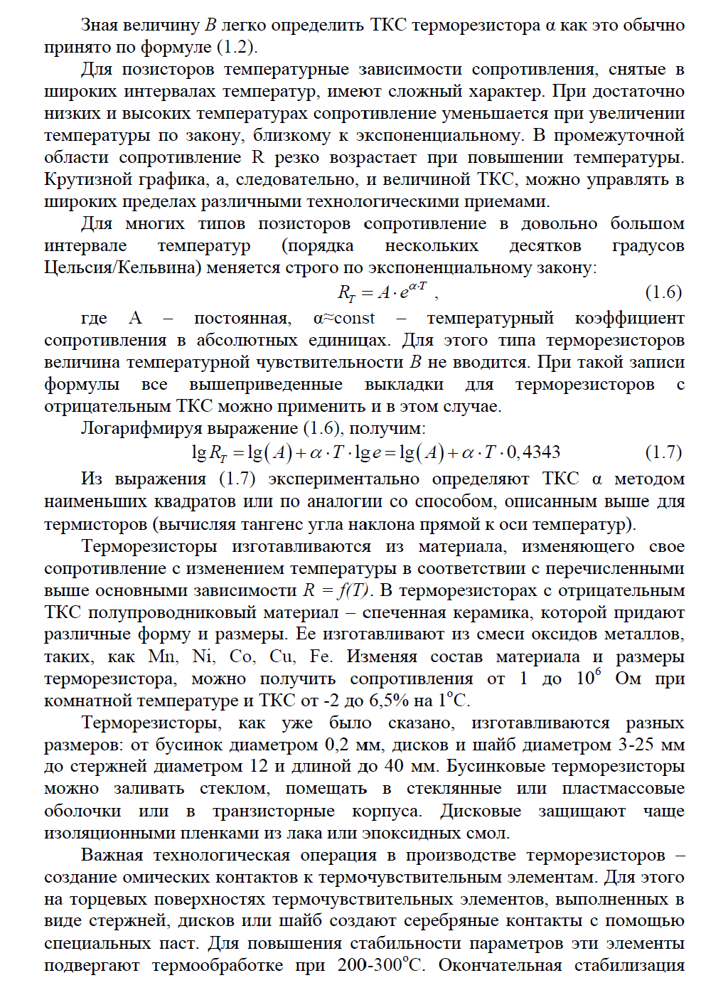 Зная величину B легко определить ТКС терморезистора α как это обычно
принято по формуле (1.2).
Для позисторов температурные зависимости сопротивления, снятые в
широких интервалах температур, имеют сложный характер. При достаточно
низких и высоких температурах сопротивление уменьшается при увеличении
температуры по закону, близкому к экспоненциальному. В промежуточной
области сопротивление R резко возрастает при повышении температуры.
Крутизной графика, а, следовательно, и величиной ТКС, можно управлять в
широких пределах различными технологическими приемами.
Для многих типов позисторов сопротивление в довольно большом
интервале температур (порядка нескольких десятков градусов
Цельсия/Кельвина) меняется строго по экспоненциальному закону:
R_T = A · e^{α·T} , (1.6)
где А – постоянная, α≈const – температурный коэффициент
сопротивления в абсолютных единицах. Для этого типа терморезисторов
величина температурной чувствительности B не вводится. При такой записи
формулы все вышеприведенные выкладки для терморезисторов с
отрицательным ТКС можно применить и в этом случае.
Логарифмируя выражение (1.6), получим:
lg R_T = lg(A) + α · T · lg e = lg(A) + α · T · 0,4343 (1.7)
Из выражения (1.7) экспериментально определяют ТКС α методом
наименьших квадратов или по аналогии со способом, описанным выше для
термисторов (вычисляя тангенс угла наклона прямой к оси температур).
Терморезисторы изготавливаются из материала, изменяющего свое
сопротивление с изменением температуры в соответствии с перечисленными
выше основными зависимости R = f(T). В терморезисторах с отрицательным
ТКС полупроводниковый материал – спеченная керамика, которой придают
различные форму и размеры. Ее изготавливают из смеси оксидов металлов,
таких, как Mn, Ni, Co, Cu, Fe. Изменяя состав материала и размеры
терморезистора, можно получить сопротивления от 1 до 10⁶ Ом при
комнатной температуре и ТКС от -2 до 6,5% на 1°С.
Терморезисторы, как уже было сказано, изготавливаются разных
размеров: от бусинок диаметром 0,2 мм, дисков и шайб диаметром 3-25 мм
до стержней диаметром 12 и длиной до 40 мм. Бусинковые терморезисторы
можно заливать стеклом, помещать в стеклянные или пластмассовые
оболочки или в транзисторные корпуса. Дисковые защищают чаще
изоляционными пленками из лака или эпоксидных смол.
Важная технологическая операция в производстве терморезисторов –
создание омических контактов к термочувствительным элементам. Для этого
на торцевых поверхностях термочувствительных элементов, выполненных в
виде стержней, дисков или шайб создают серебряные контакты с помощью
специальных паст. Для повышения стабильности параметров эти элементы
подвергают термообработке при 200-300°С. Окончательная стабилизация